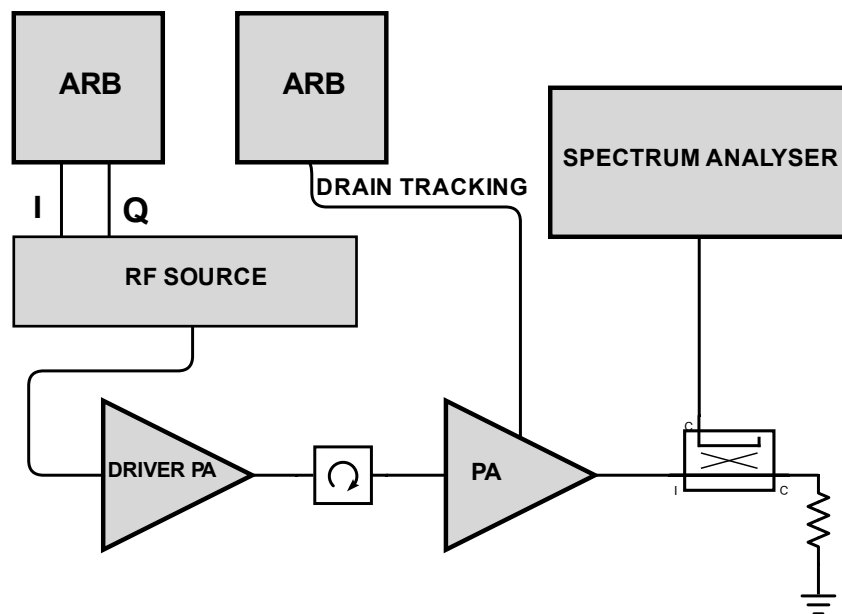 ARB
ARB
SPECTRUM ANALYSER
DRAIN TRACKING
I
Q
RF SOURCE
C
DRIVER PA
PA
I
C